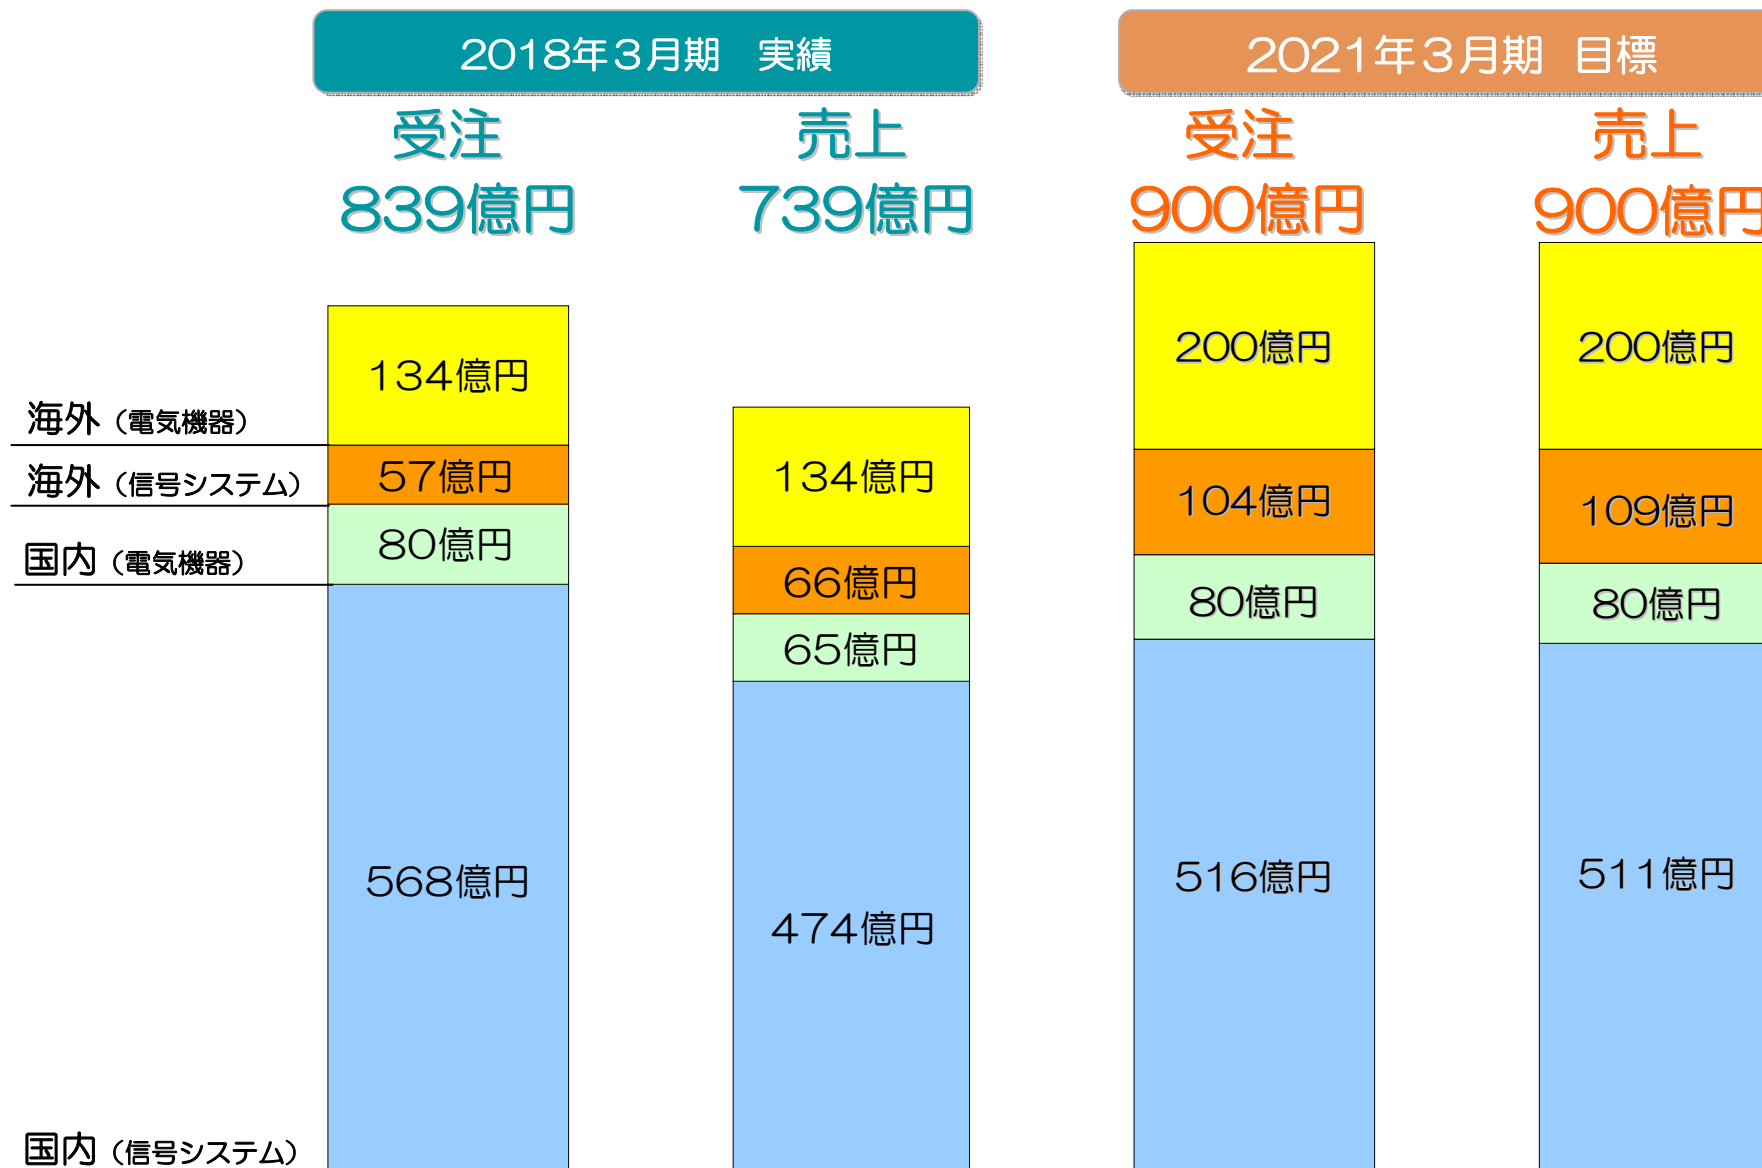 2018年3月期　実績
2021年3月期　目標
受注
売上
受注
売上
839億円
739億円
900億円
900億円
134億円
57億円
80億円
568億円
134億円
66億円
65億円
474億円
200億円
104億円
80億円
516億円
200億円
109億円
80億円
511億円
海外（電気機器）
海外（信号システム）
国内（電気機器）
国内（信号システム）